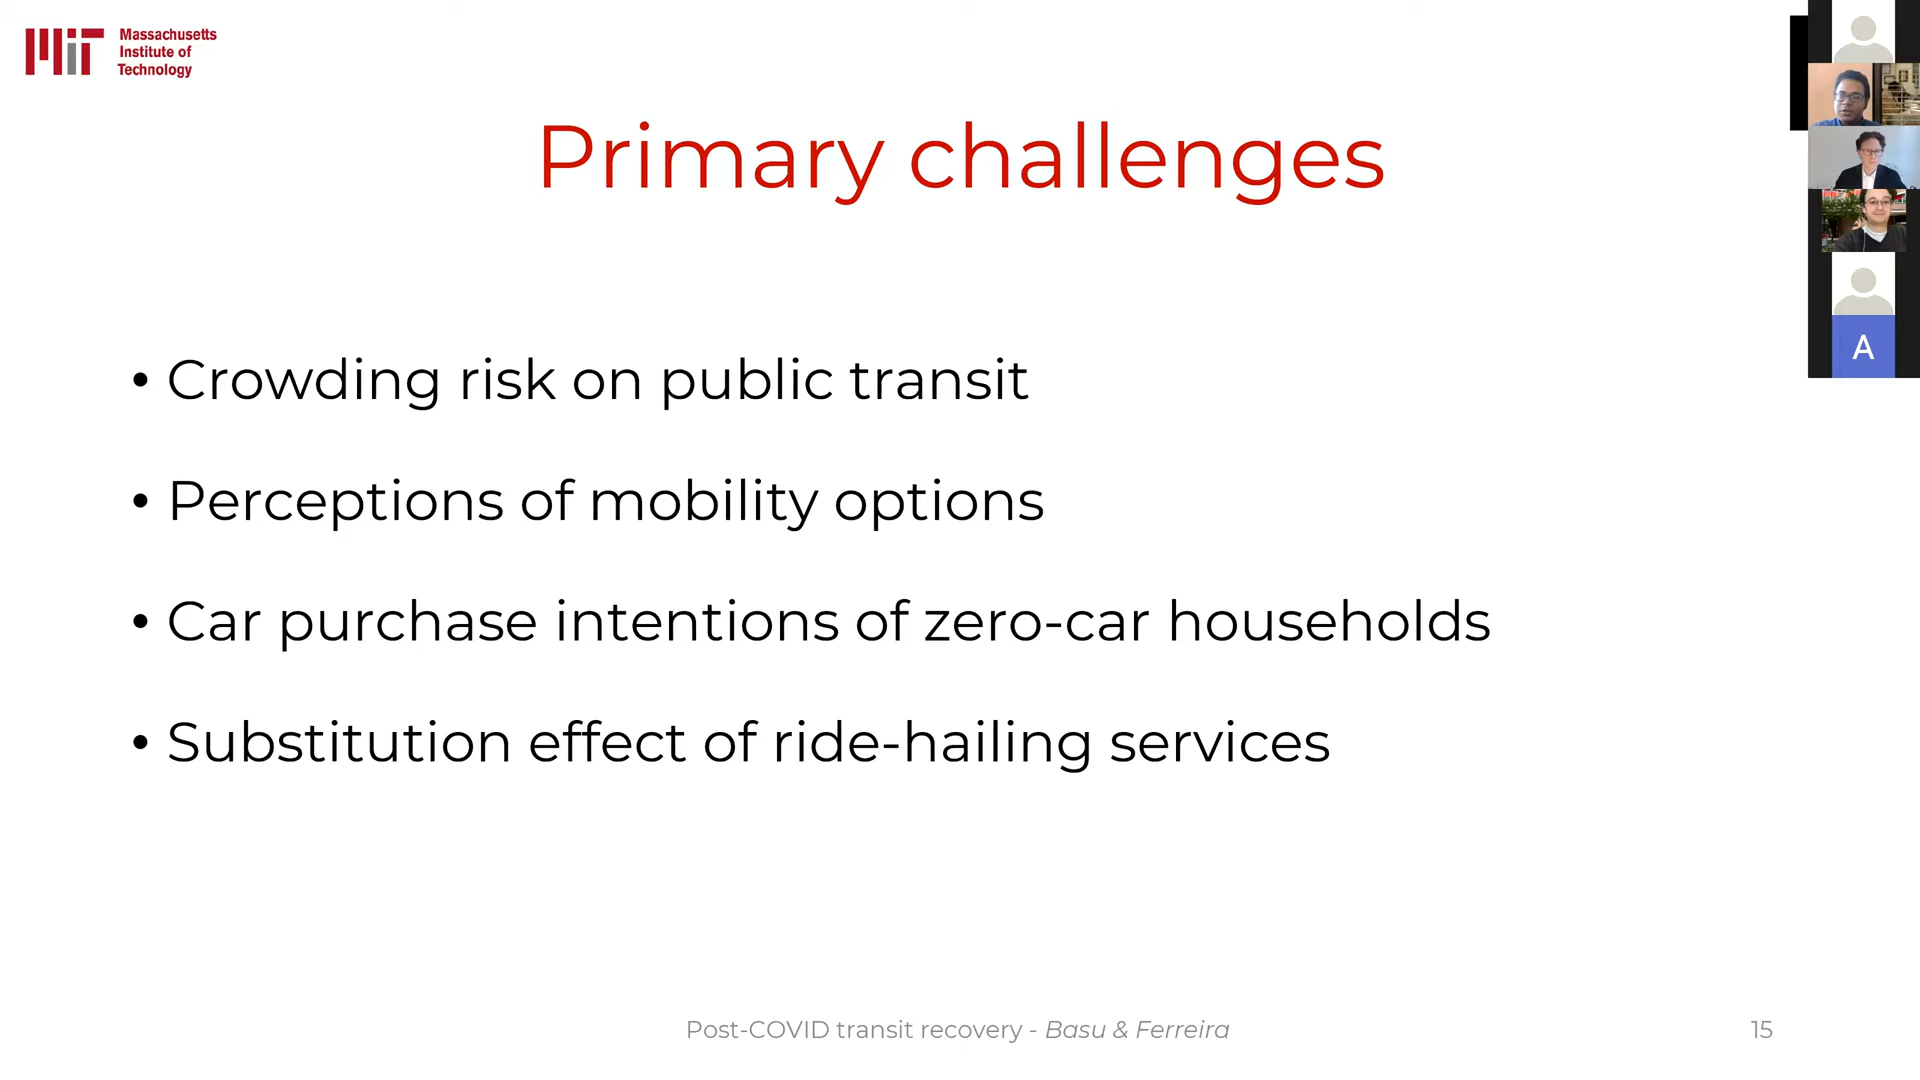 Massachusetts
Institute of
Technology
Primary challenges
• Crowding risk on public transit
• Perceptions of mobility options
• Car purchase intentions of zero-car households
• Substitution effect of ride-hailing services
A
Post-COVID transit recovery - Basu & Ferreira
15